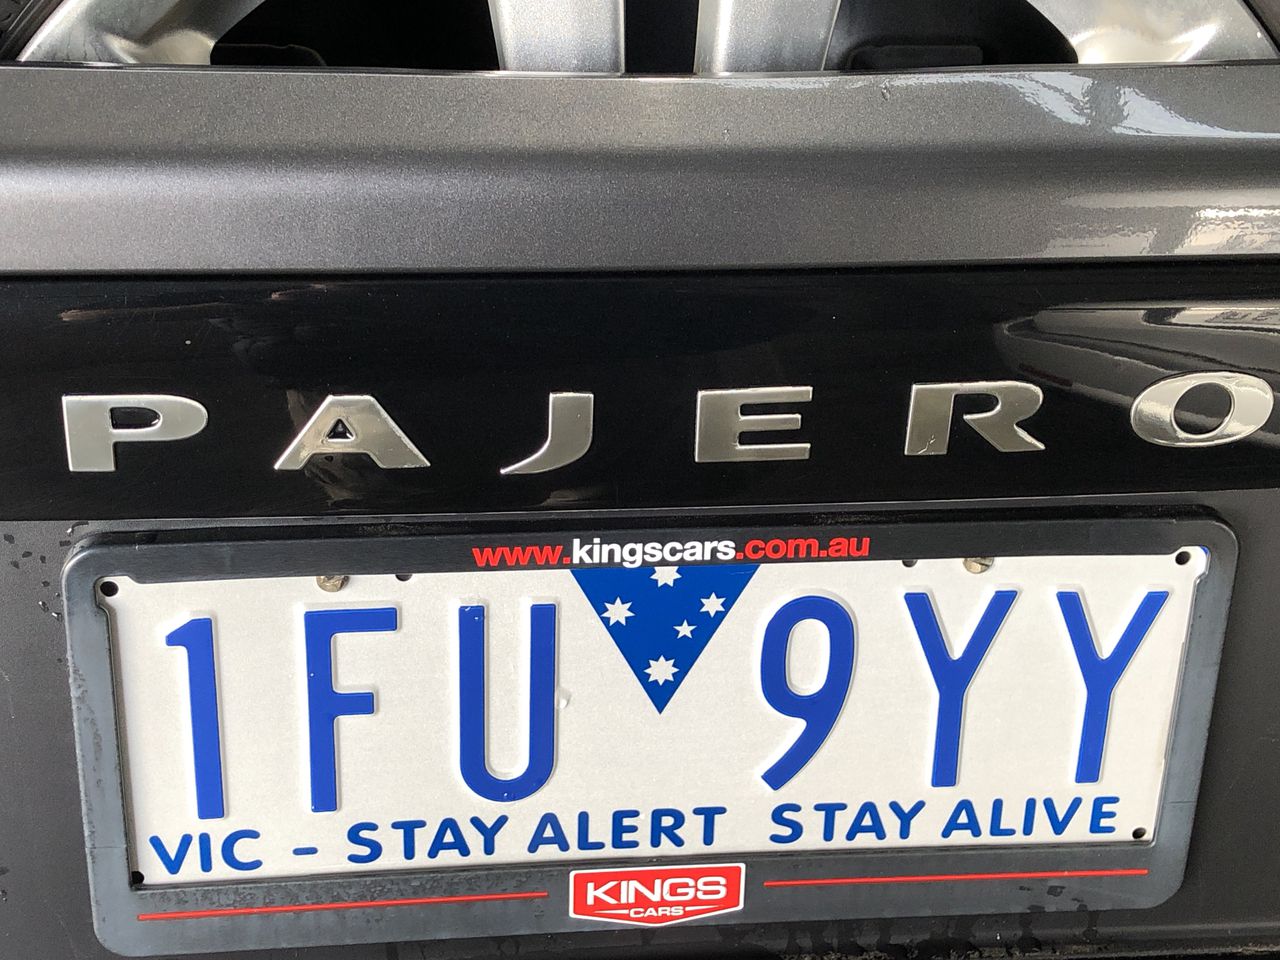 PAJERO
www.kingscars.com.au
1FU 9YY
VIC - STAY ALERT STAY ALIVE
KINGS
CARS